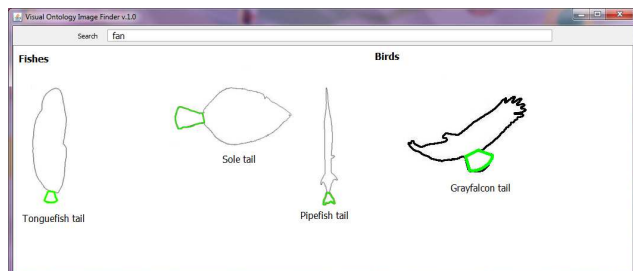 Visual Ontology Image Finder v.1.0
Search fan
Fishes
Birds
Sole tail
Grayfalcon tail
Tonguefish tail
Pipefish tail